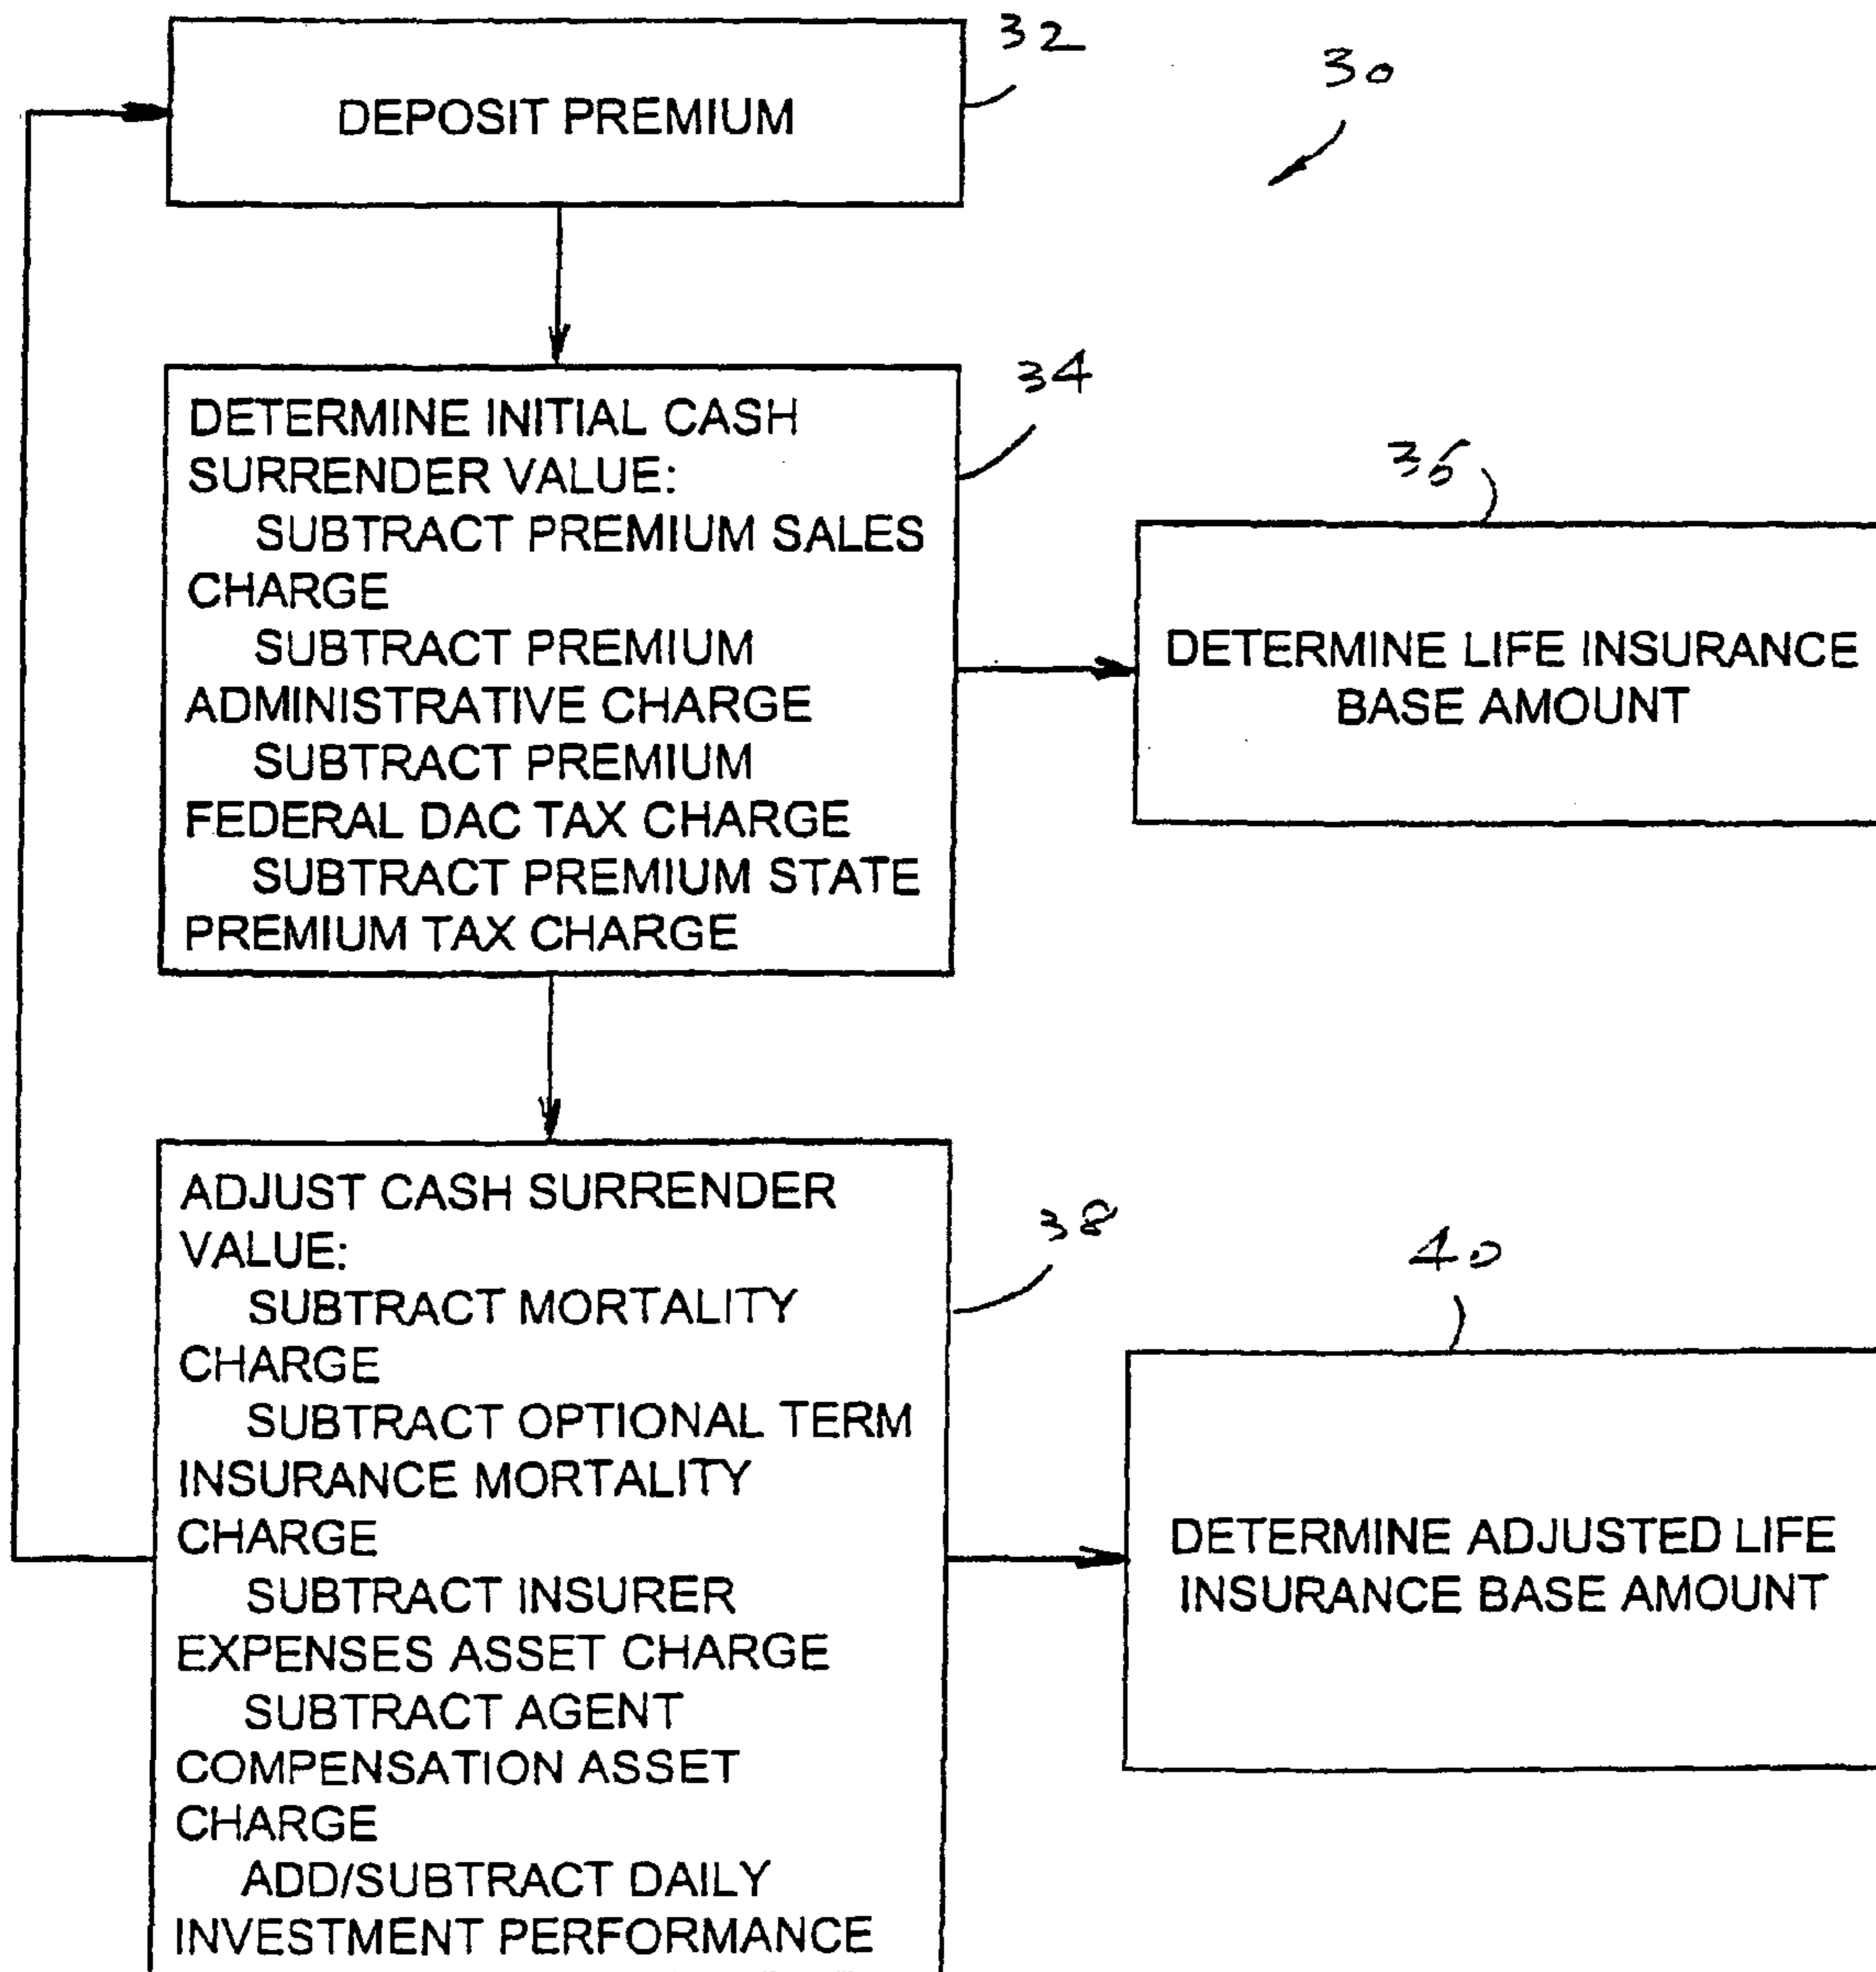 32
30
DEPOSIT PREMIUM
34
DETERMINE INITIAL CASH
SURRENDER VALUE:
SUBTRACT PREMIUM SALES
CHARGE
SUBTRACT PREMIUM
ADMINISTRATIVE CHARGE
SUBTRACT PREMIUM
FEDERAL DAC TAX CHARGE
SUBTRACT PREMIUM STATE
PREMIUM TAX CHARGE
36
DETERMINE LIFE INSURANCE
BASE AMOUNT
38
ADJUST CASH SURRENDER
VALUE:
SUBTRACT MORTALITY
CHARGE
SUBTRACT OPTIONAL TERM
INSURANCE MORTALITY
CHARGE
SUBTRACT INSURER
EXPENSES ASSET CHARGE
SUBTRACT AGENT
COMPENSATION ASSET
CHARGE
ADD/SUBTRACT DAILY
INVESTMENT PERFORMANCE
40
DETERMINE ADJUSTED LIFE
INSURANCE BASE AMOUNT